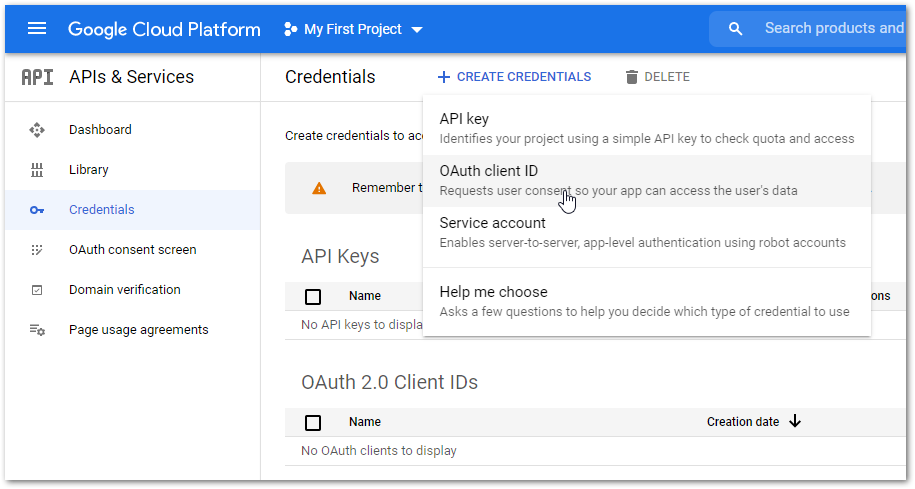 Google Cloud Platform
My First Project
Search products and
API
APIs & Services
Dashboard
Library
Credentials
OAuth consent screen
Domain verification
Page usage agreements
Credentials
CREATE CREDENTIALS
DELETE
Create credentials to
Remember
API key
Identifies your project using a simple API key to check quota and access
OAuth client ID
Requests user consent so your app can access the user's data
Service account
Enables server-to-server, app-level authentication using robot accounts
Help me choose
Asks a few questions to help you decide which type of credential to use
API Keys
Name
No API keys to
OAuth 2.0 Client IDs
Name
Creation date
No OAuth clients to display